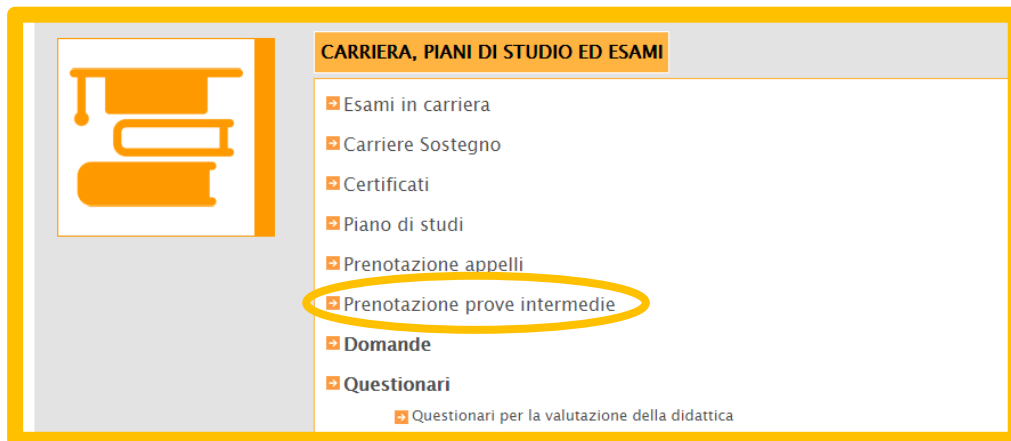 CARRIERA, PIANI DI STUDIO ED ESAMI
Esami in carriera
Carriere Sostegno
Certificati
Piano di studi
Prenotazione appelli
Prenotazione prove intermedie
Domande
Questionari
Questionari per la valutazione della didattica